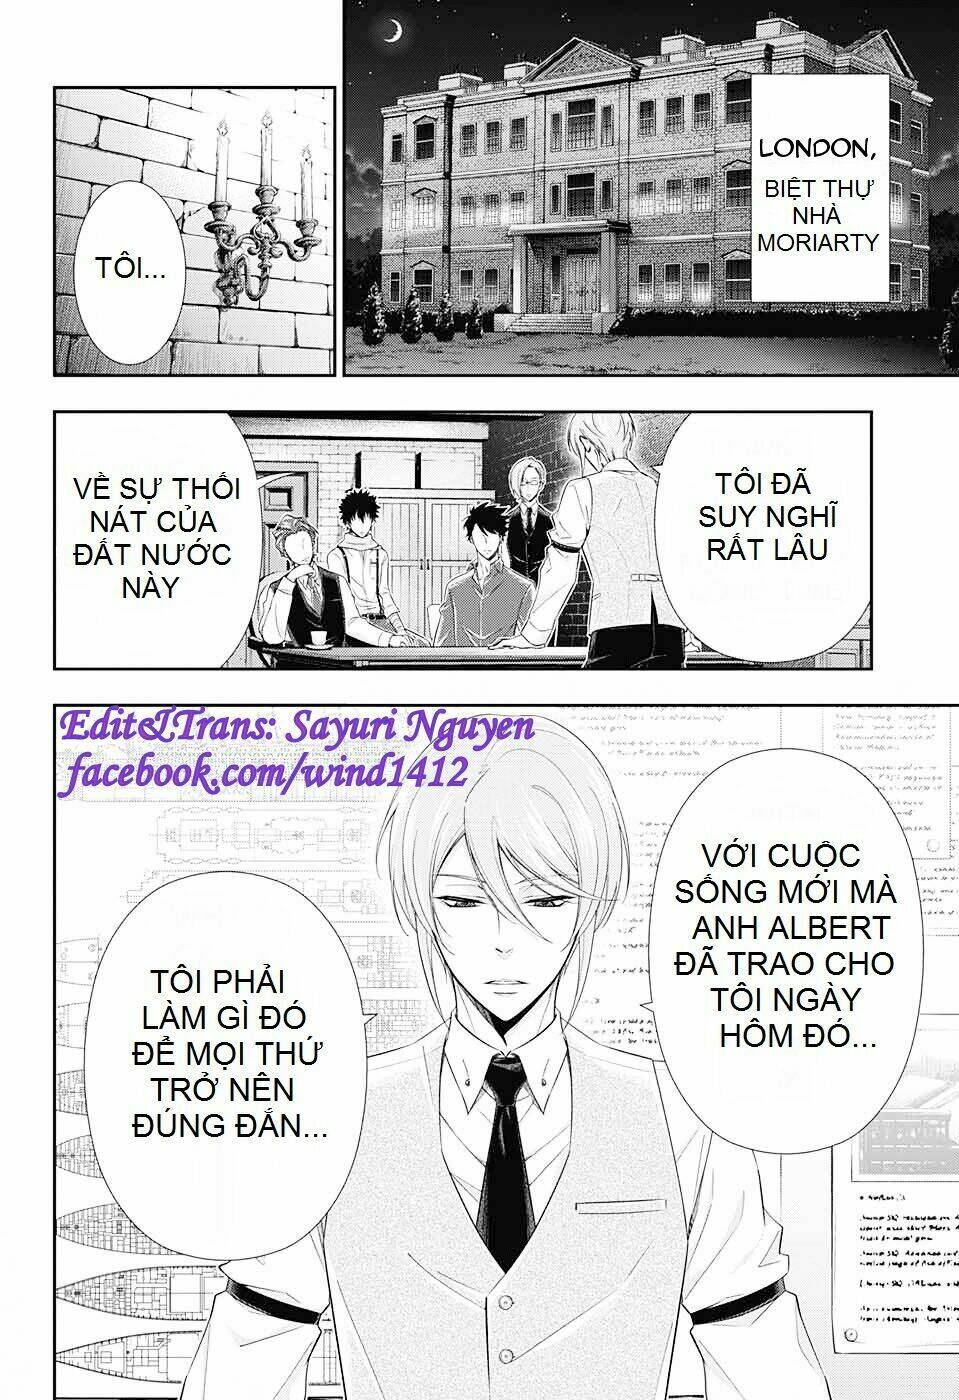 LONDON,
BIỆT THỰ
NHÀ
MORIARTY
TÔI...
TÔI ĐÃ
SUY NGHĨ
RẤT LÂU
VỀ SỰ THỐI
NÁT CỦA
ĐẤT NƯỚC
NÀY
Edit&Trans: Sayuri Nguyen
facebook.com/wind1412
VỚI CUỘC
SỐNG MỚI MÀ
ANH ALBERT
ĐÃ TRAO CHO
TÔI NGÀY
HÔM ĐÓ...
TÔI PHẢI
LÀM GÌ ĐÓ
ĐỂ MỌI THỨ
TRỞ NÊN
ĐÚNG ĐẮN...